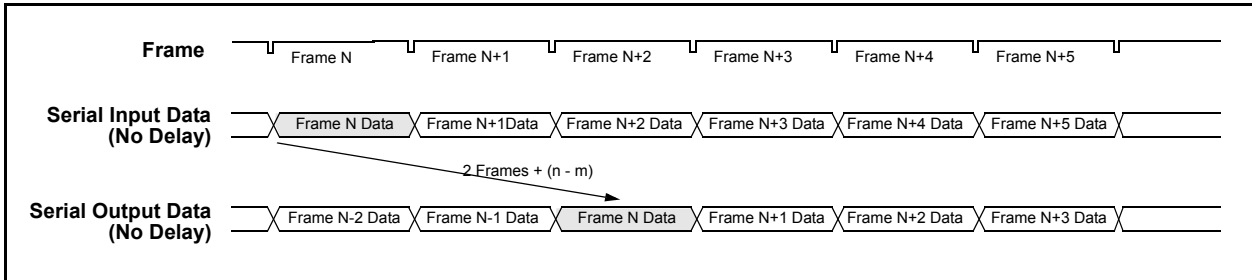 Frame
Frame N Frame N+1 Frame N+2 Frame N+3 Frame N+4 Frame N+5
Serial Input Data
(No Delay)
Frame N Data Frame N+1Data Frame N+2 Data Frame N+3 Data Frame N+4 Data Frame N+5 Data
2 Frames + (n - m)
Serial Output Data
(No Delay)
Frame N-2 Data Frame N-1 Data Frame N Data Frame N+1 Data Frame N+2 Data Frame N+3 Data